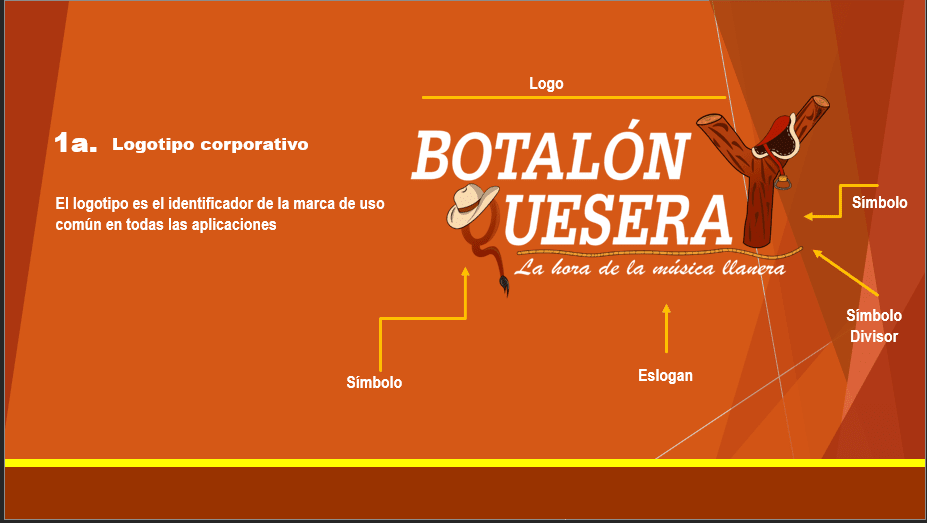 Logo
1a. Logotipo corporativo
El logotipo es el identificador de la marca de uso
común en todas las aplicaciones
BOTALÓN
QUESERA
La hora de la música llanera
Símbolo
Símbolo
Divisor
Eslogan
Símbolo